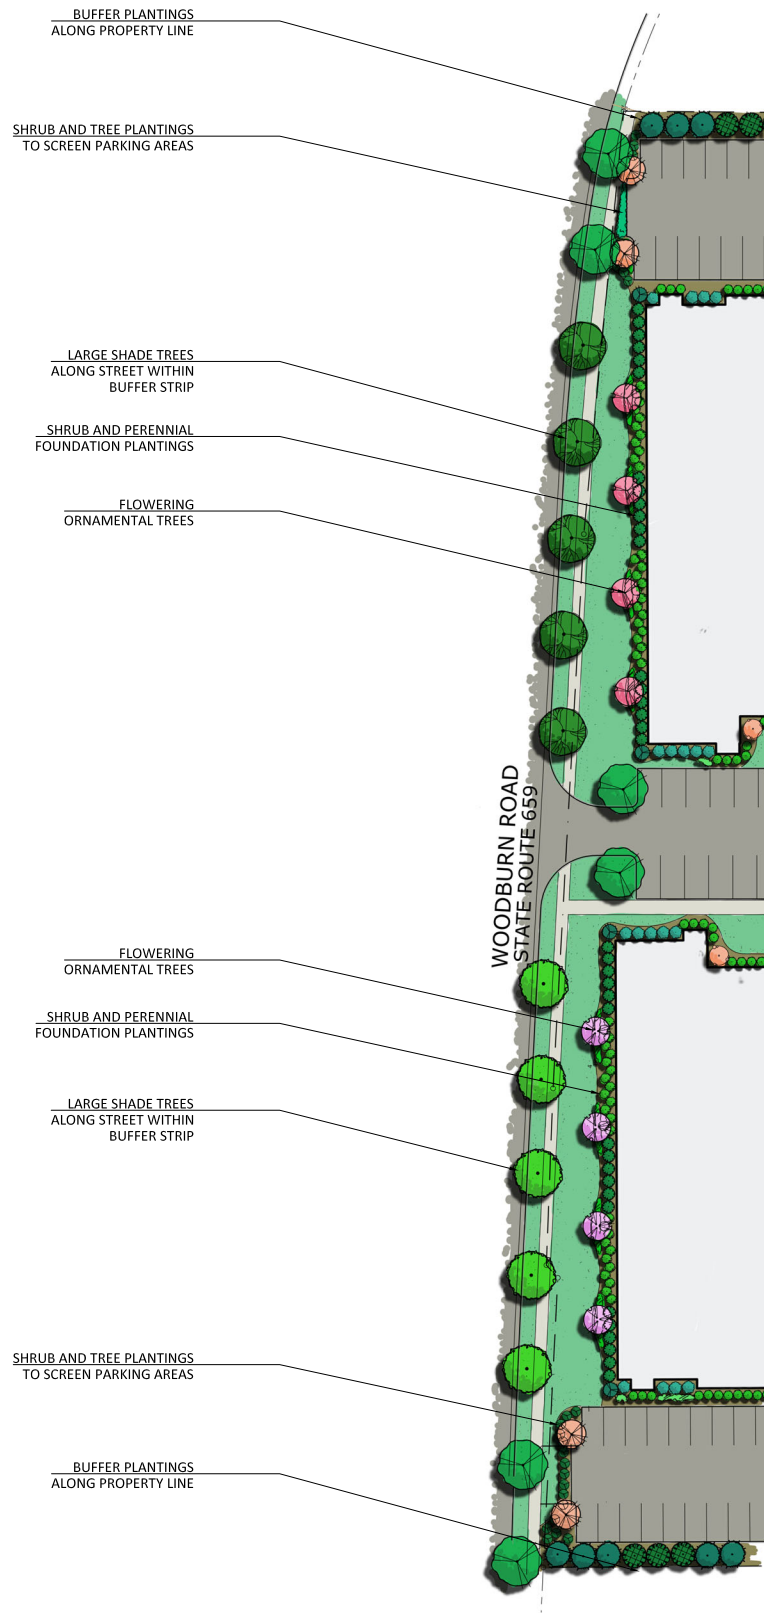 BUFFER PLANTINGS
ALONG PROPERTY LINE
SHRUB AND TREE PLANTINGS
TO SCREEN PARKING AREAS
LARGE SHADE TREES
ALONG STREET WITHIN
BUFFER STRIP
SHRUB AND PERENNIAL
FOUNDATION PLANTINGS
FLOWERING
ORNAMENTAL TREES
WOODBURN ROAD
STATE ROUTE 659
FLOWERING
ORNAMENTAL TREES
SHRUB AND PERENNIAL
FOUNDATION PLANTINGS
LARGE SHADE TREES
ALONG STREET WITHIN
BUFFER STRIP
SHRUB AND TREE PLANTINGS
TO SCREEN PARKING AREAS
BUFFER PLANTINGS
ALONG PROPERTY LINE